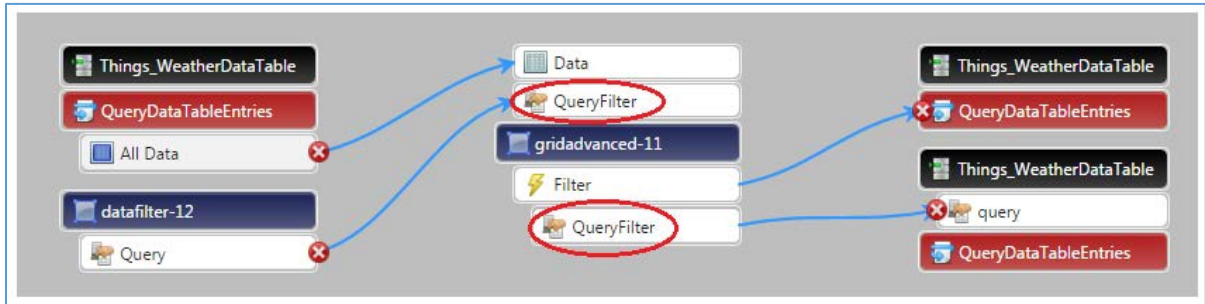 Things_WeatherDataTable
QueryDataTableEntries
All Data
datafilter-12
Query
Data
QueryFilter
gridadvanced-11
Filter
QueryFilter
Things_WeatherDataTable
QueryDataTableEntries
Things_WeatherDataTable
query
QueryDataTableEntries